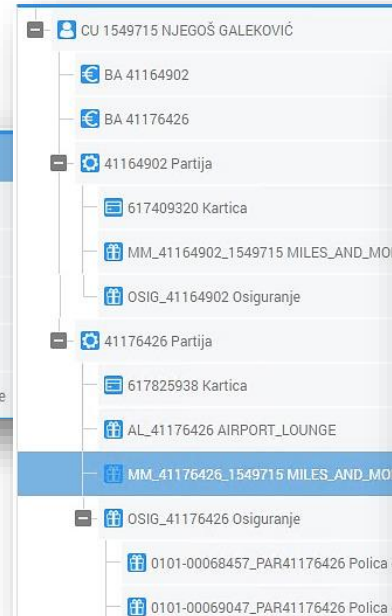 CU 1549715 NJEGOŠ GALEKOVIĆ
BA 41164902
BA 41176426
41164902 Partija
617409320 Kartica
MM_41164902_1549715 MILES_AND_MO
OSIG_41164902 Osiguranje
41176426 Partija
617825938 Kartica
AL_41176426 AIRPORT_LOUNGE
MM_41176426_1549715 MILES_AND_MO
OSIG_41176426 Osiguranje
0101-00068457_PAR41176426 Polica
0101-00069047_PAR41176426 Polica